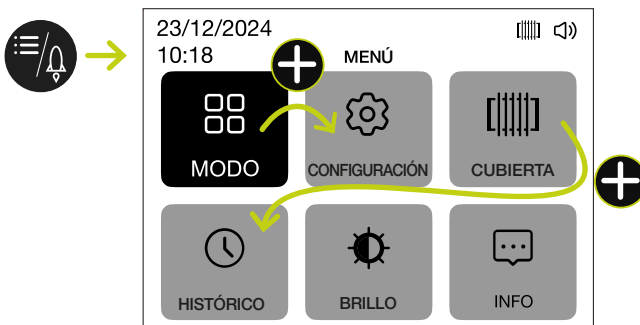 23/12/2024
10:18
MENÚ
MODO
CONFIGURACIÓN
CUBIERTA
HISTÓRICO
BRILLO
INFO